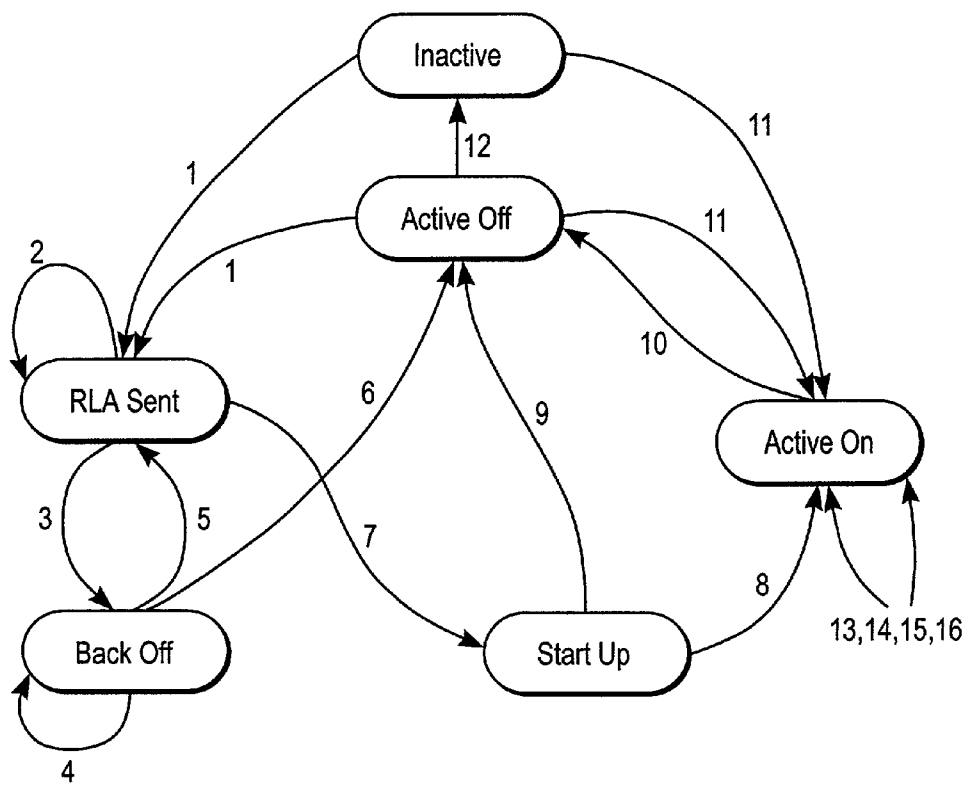 Inactive
11
12
1
Active Off
11
2
1
10
RLA Sent
6
9
Active On
3
5
7
8
13,14,15,16
Back Off
Start Up
4